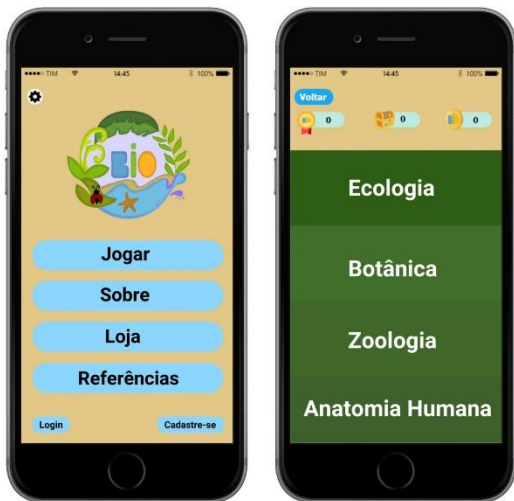 TIM 14:45 100%
BIO
Jogar
Sobre
Loja
Referências
Login Cadastre-se
TIM 14:45 100%
Voltar
0 0 0
Ecologia
Botânica
Zoologia
Anatomia Humana